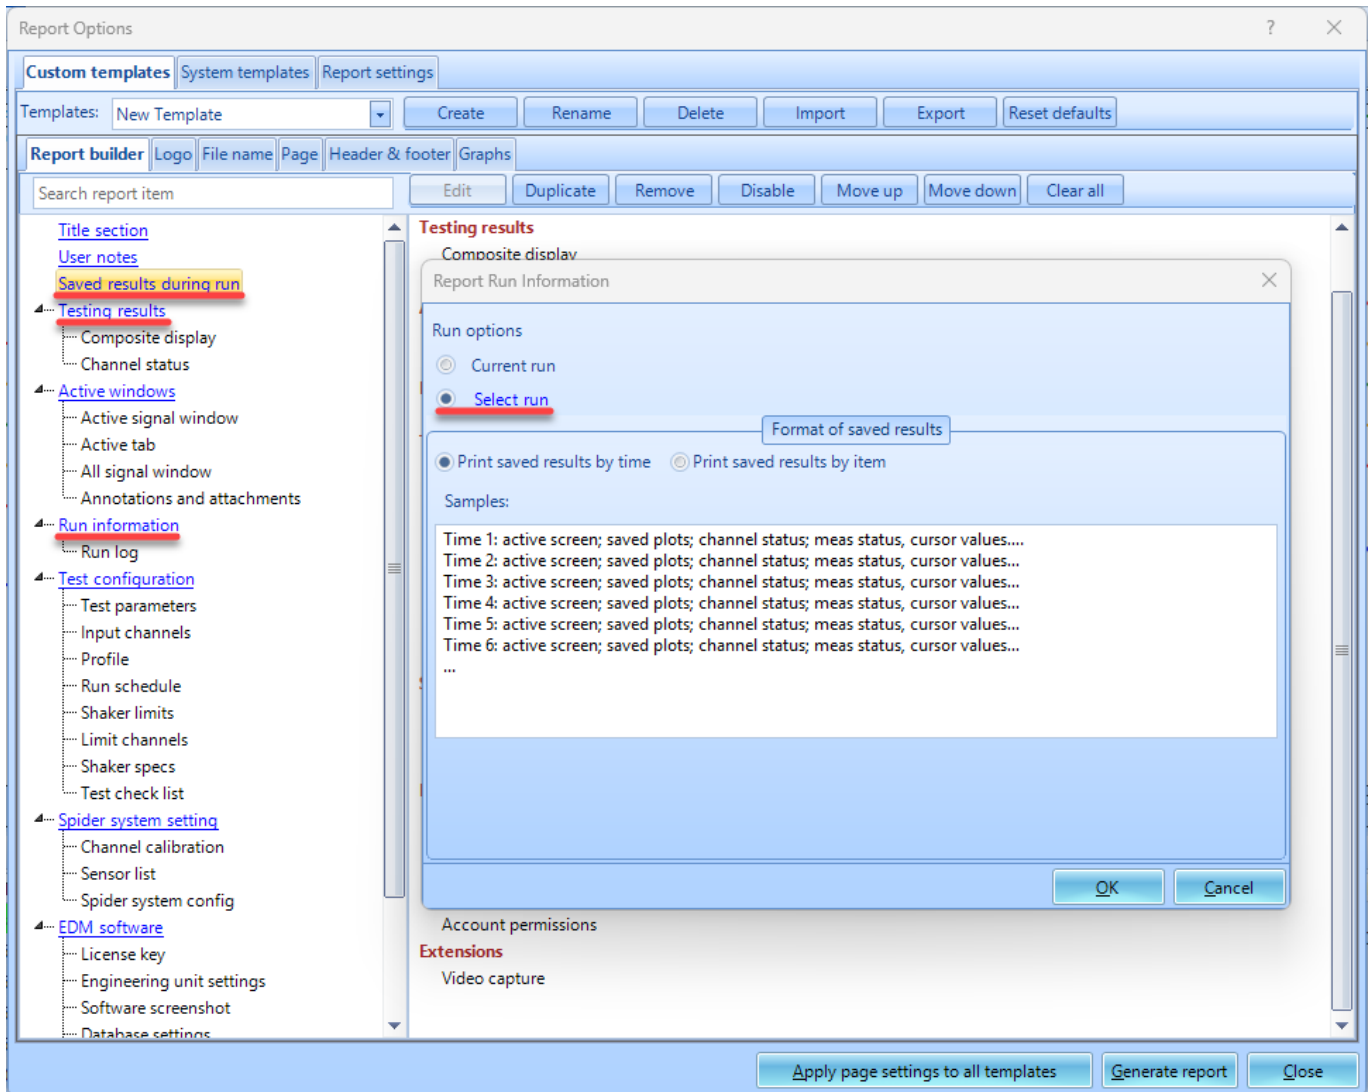 Report Options
?
Custom templates System templates Report settings
Templates: New Template Create Rename Delete Import Export Reset defaults
Report builder Logo File name Page Header & footer Graphs
Search report item Edit Duplicate Remove Disable Move up Move down Clear all
Title section
User notes
Saved results during run
Testing results
Composite display
Channel status
Active windows
Active signal window
Active tab
All signal window
Annotations and attachments
Run information
Run log
Test configuration
Test parameters
Input channels
Profile
Run schedule
Shaker limits
Limit channels
Shaker specs
Test check list
Spider system setting
Channel calibration
Sensor list
Spider system config
EDM software
License key
Engineering unit settings
Software screenshot
Database settings
Testing results
Composite display
Report Run Information
Run options
Current run
Select run
Format of saved results
Print saved results by time Print saved results by item
Samples:
Time 1: active screen; saved plots; channel status; meas status, cursor values....
Time 2: active screen; saved plots; channel status; meas status, cursor values...
Time 3: active screen; saved plots; channel status; meas status, cursor values...
Time 4: active screen; saved plots; channel status; meas status, cursor values...
Time 5: active screen; saved plots; channel status; meas status, cursor values...
Time 6: active screen; saved plots; channel status; meas status, cursor values...
...
OK Cancel
Account permissions
Extensions
Video capture
Apply page settings to all templates Generate report Close